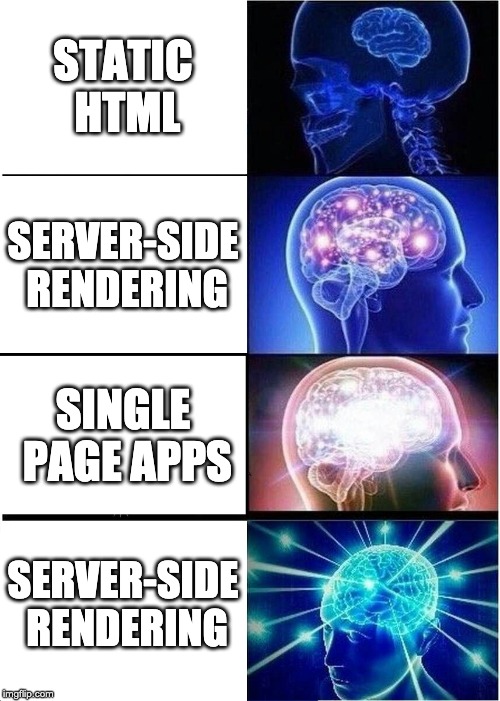 STATIC
HTML
SERVER-SIDE
RENDERING
SINGLE
PAGE APPS
SERVER-SIDE
RENDERING
imgflip.com